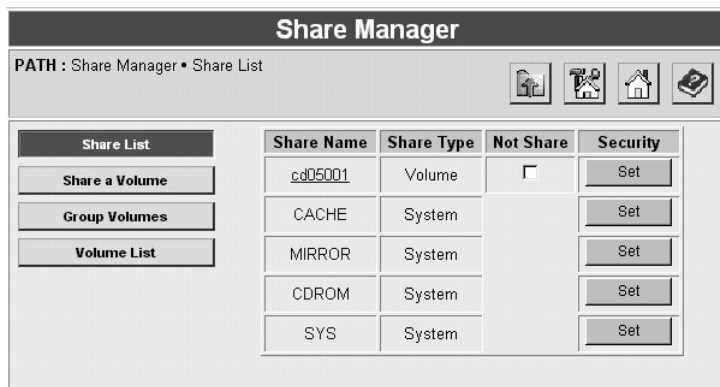 Share Manager
PATH : Share Manager • Share List
Share List
Share a Volume
Group Volumes
Volume List
Share Name Share Type Not Share Security
cd05001 Volume Set
CACHE System Set
MIRROR System Set
CDROM System Set
SYS System Set